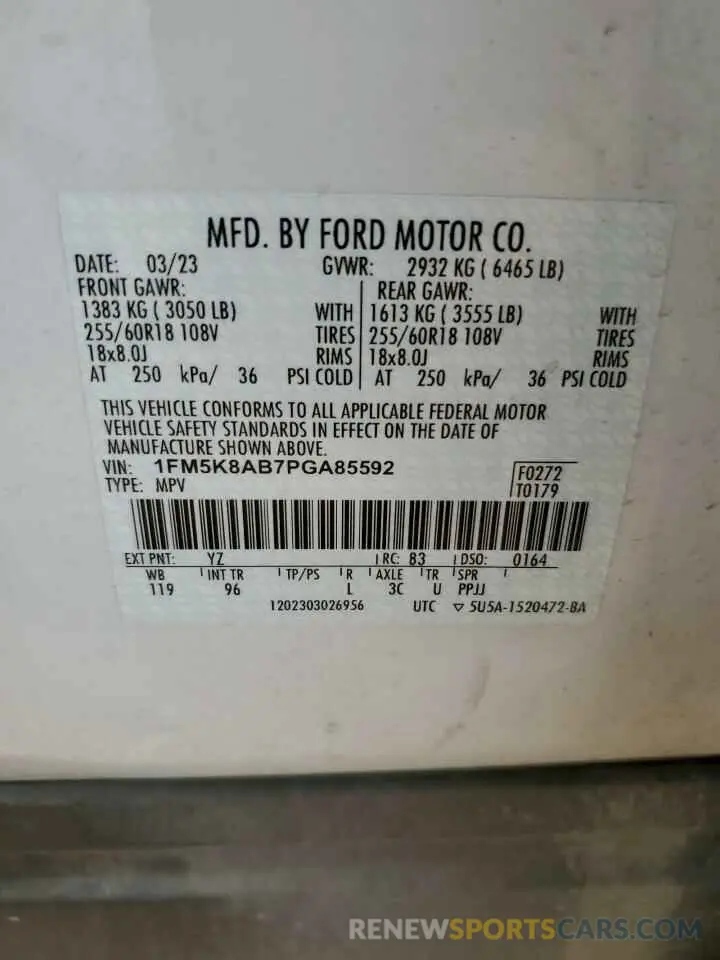 MFD. BY FORD MOTOR CO.
DATE: 03/23 GVWR: 2932 KG ( 6465 LB)
FRONT GAWR: REAR GAWR:
1383 KG ( 3050 LB) WITH 1613 KG ( 3555 LB) WITH
255/60R18 108V TIRES 255/60R18 108V TIRES
18x8.0J RIMS 18x8.0J RIMS
AT 250 kPa/ 36 PSI COLD AT 250 kPa/ 36 PSI COLD
THIS VEHICLE CONFORMS TO ALL APPLICABLE FEDERAL MOTOR
VEHICLE SAFETY STANDARDS IN EFFECT ON THE DATE OF
MANUFACTURE SHOWN ABOVE.
VIN: 1FM5K8AB7PGA85592 F0272
TYPE: MPV T0179
EXT PNT: YZ RC: 83 DSO: 0164
WB INT TR TP/PS R AXLE TR SPR
119 96 L 3C U PPJJ
1202303026956 UTC ▽ 5U5A-1520472-BA
RENEWSPORTSCARS.COM